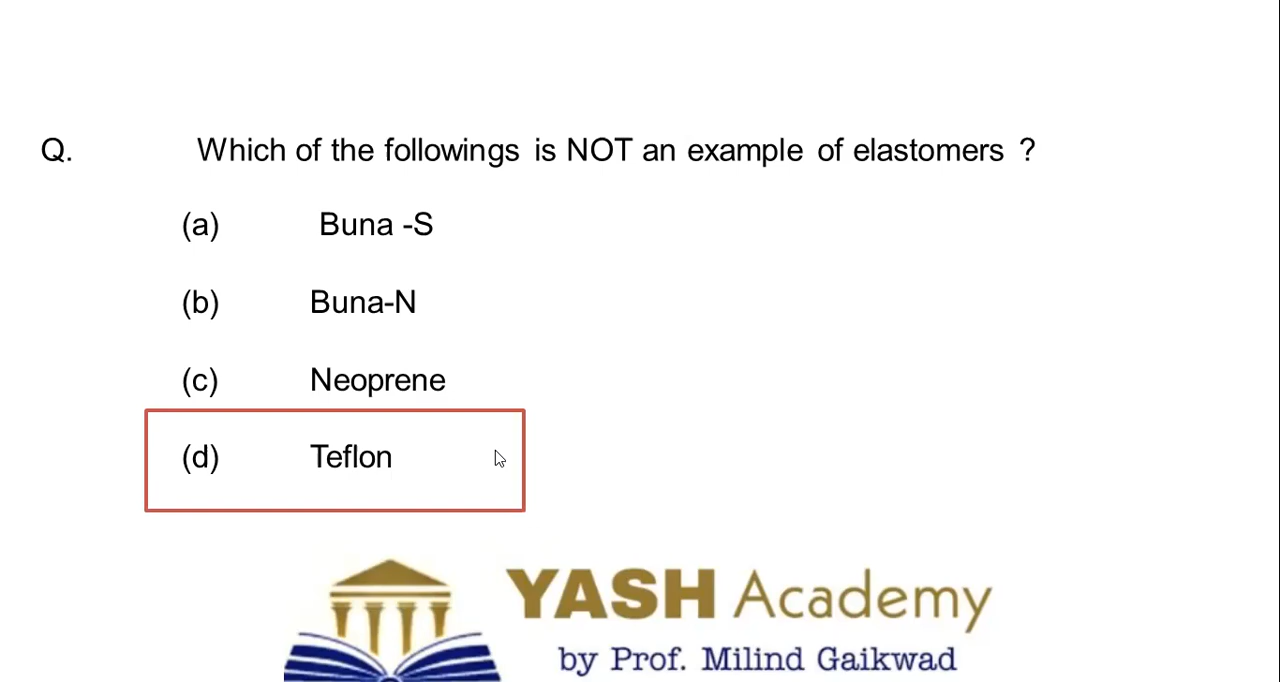 Q. Which of the followings is NOT an example of elastomers ?
(a) Buna -S
(b) Buna-N
(c) Neoprene
(d) Teflon
YASH Academy
by Prof. Milind Gaikwad